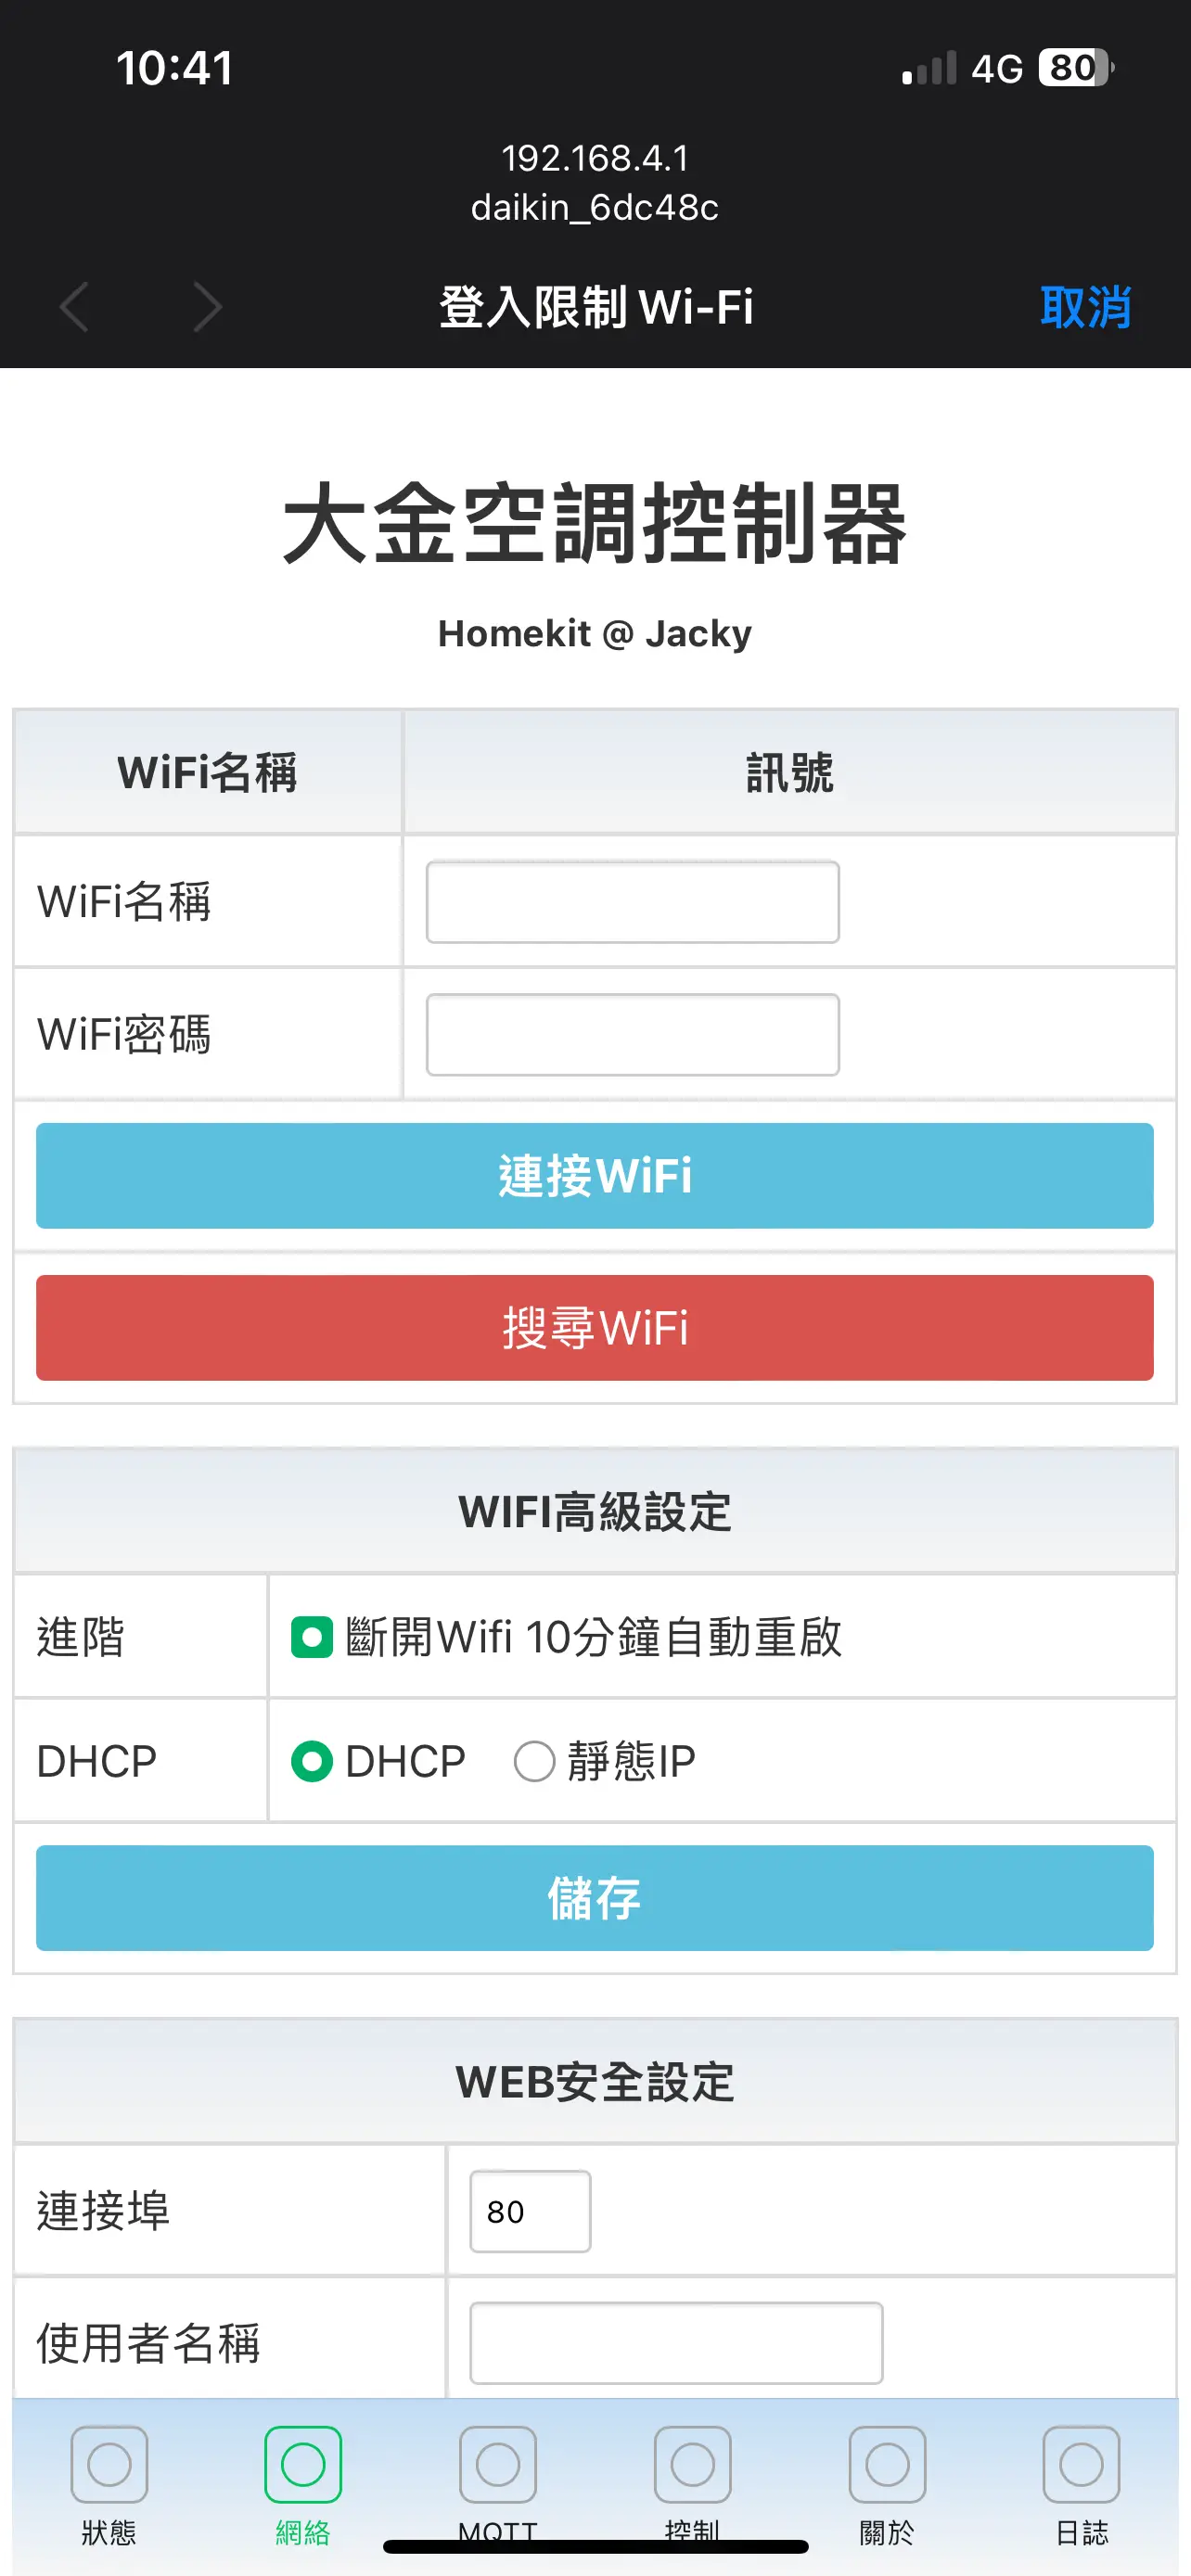 10:41
4G 80
192.168.4.1
daikin_6dc48c
登入限制 Wi-Fi 取消
大金空調控制器
Homekit @ Jacky
WiFi名稱 訊號
WiFi名稱
WiFi密碼
連接WiFi
搜尋WiFi
WIFI高級設定
進階 斷開Wifi 10分鐘自動重啟
DHCP DHCP 靜態IP
儲存
WEB安全設定
連接埠 80
使用者名稱
狀態 網絡 MQTT 控制 關於 日誌